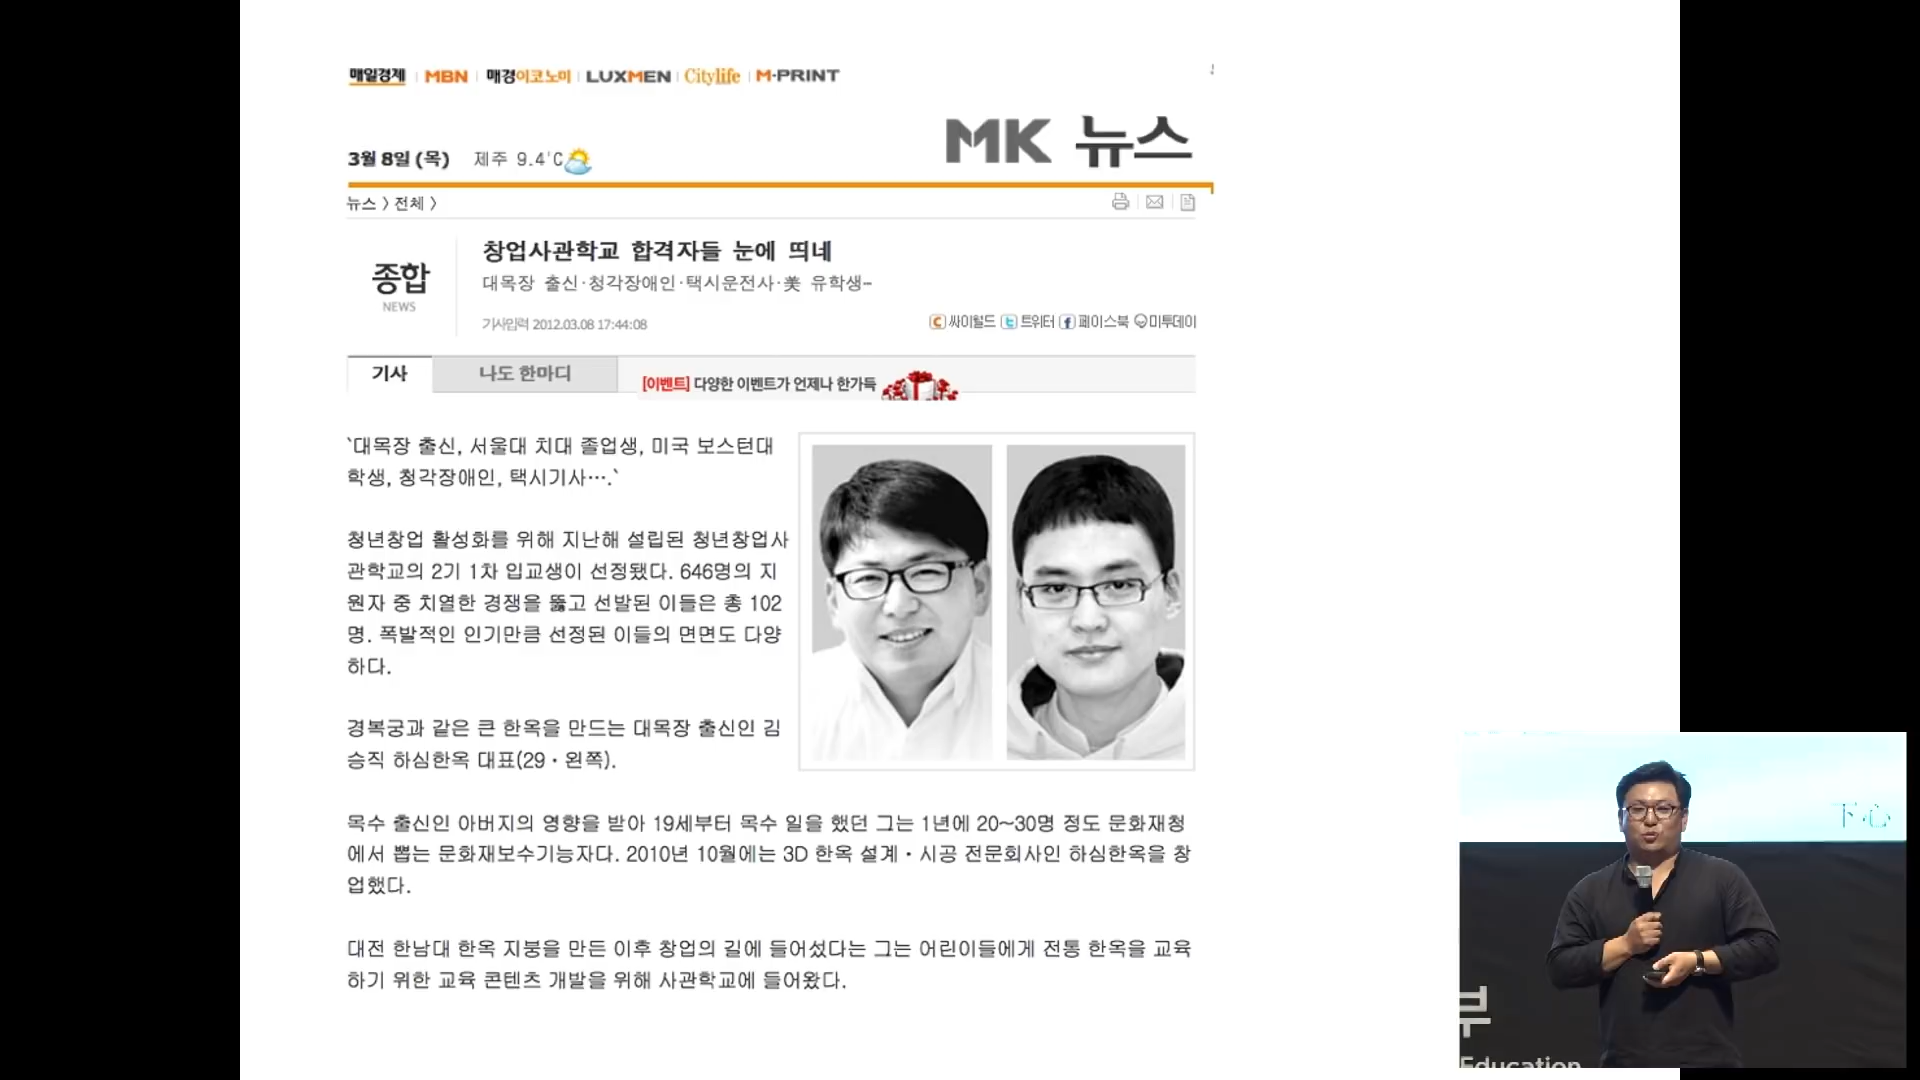 매일경제 MBN 매경이코노미 LUXMEN Citylife M-PRINT
MK 뉴스
3월 8일 (목) 제주 9.4℃
뉴스 > 전체 >
종합
NEWS
창업사관학교 합격자들 눈에 띄네
대목장 출신·청각장애인·택시운전사·美 유학생…
기사입력 2012.03.08 17:44:08
싸이월드 트위터 페이스북 미투데이
기사 나도 한마디 [이벤트] 다양한 이벤트가 언제나 한가득
`대목장 출신, 서울대 치대 졸업생, 미국 보스턴대
학생, 청각장애인, 택시기사….`
청년창업 활성화를 위해 지난해 설립된 청년창업사
관학교의 2기 1차 입교생이 선정됐다. 646명의 지
원자 중 치열한 경쟁을 뚫고 선발된 이들은 총 102
명. 폭발적인 인기만큼 선정된 이들의 면면도 다양
하다.
경복궁과 같은 큰 한옥을 만드는 대목장 출신인 김
승직 하심한옥 대표(29·왼쪽).
목수 출신인 아버지의 영향을 받아 19세부터 목수 일을 했던 그는 1년에 20~30명 정도 문화재청
에서 뽑는 문화재보수기능자다. 2010년 10월에는 3D 한옥 설계·시공 전문회사인 하심한옥을 창
업했다.
대전 한남대 한옥 지붕을 만든 이후 창업의 길에 들어섰다는 그는 어린이들에게 전통 한옥을 교육
하기 위한 교육 콘텐츠 개발을 위해 사관학교에 들어왔다.
下心
부
Education